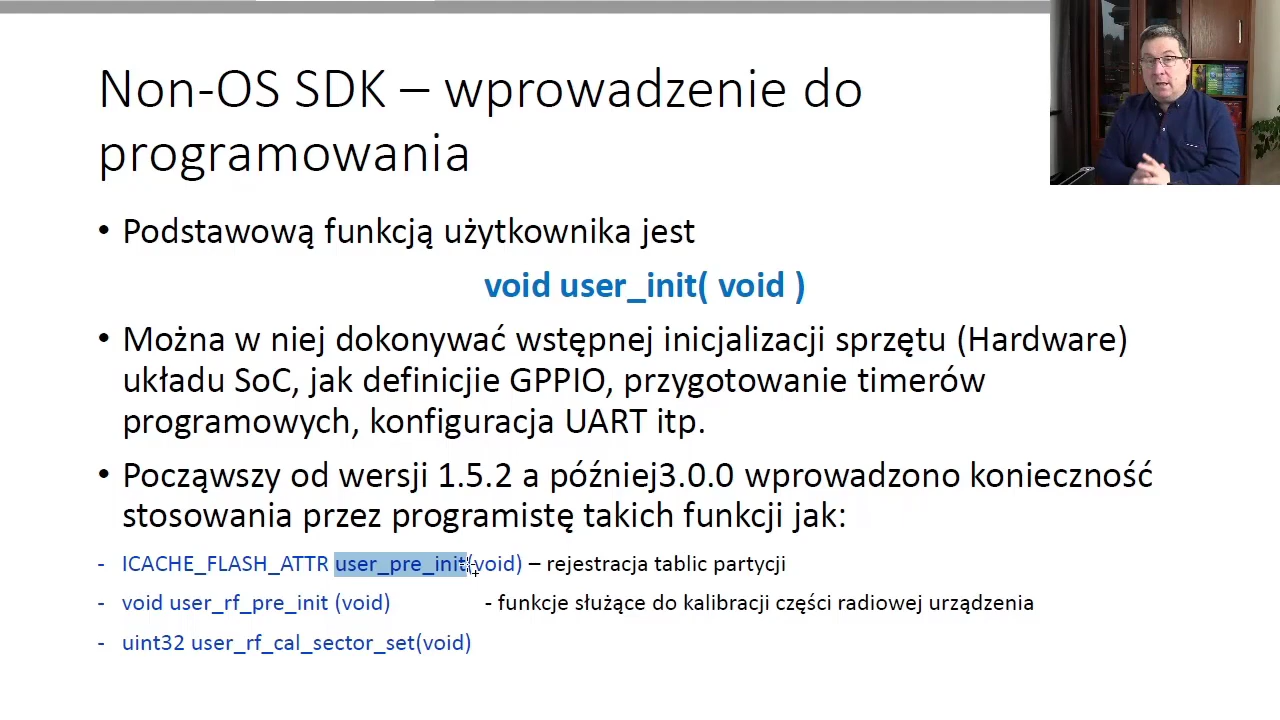 Non-OS SDK – wprowadzenie do
programowania
• Podstawową funkcją użytkownika jest
void user_init( void )
• Można w niej dokonywać wstępnej inicjalizacji sprzętu (Hardware)
układu SoC, jak definicjie GPPIO, przygotowanie timerów
programowych, konfiguracja UART itp.
• Począwszy od wersji 1.5.2 a później3.0.0 wprowadzono konieczność
stosowania przez programistę takich funkcji jak:
- ICACHE_FLASH_ATTR user_pre_init(void) – rejestracja tablic partycji
- void user_rf_pre_init (void) - funkcje służące do kalibracji części radiowej urządzenia
- uint32 user_rf_cal_sector_set(void)